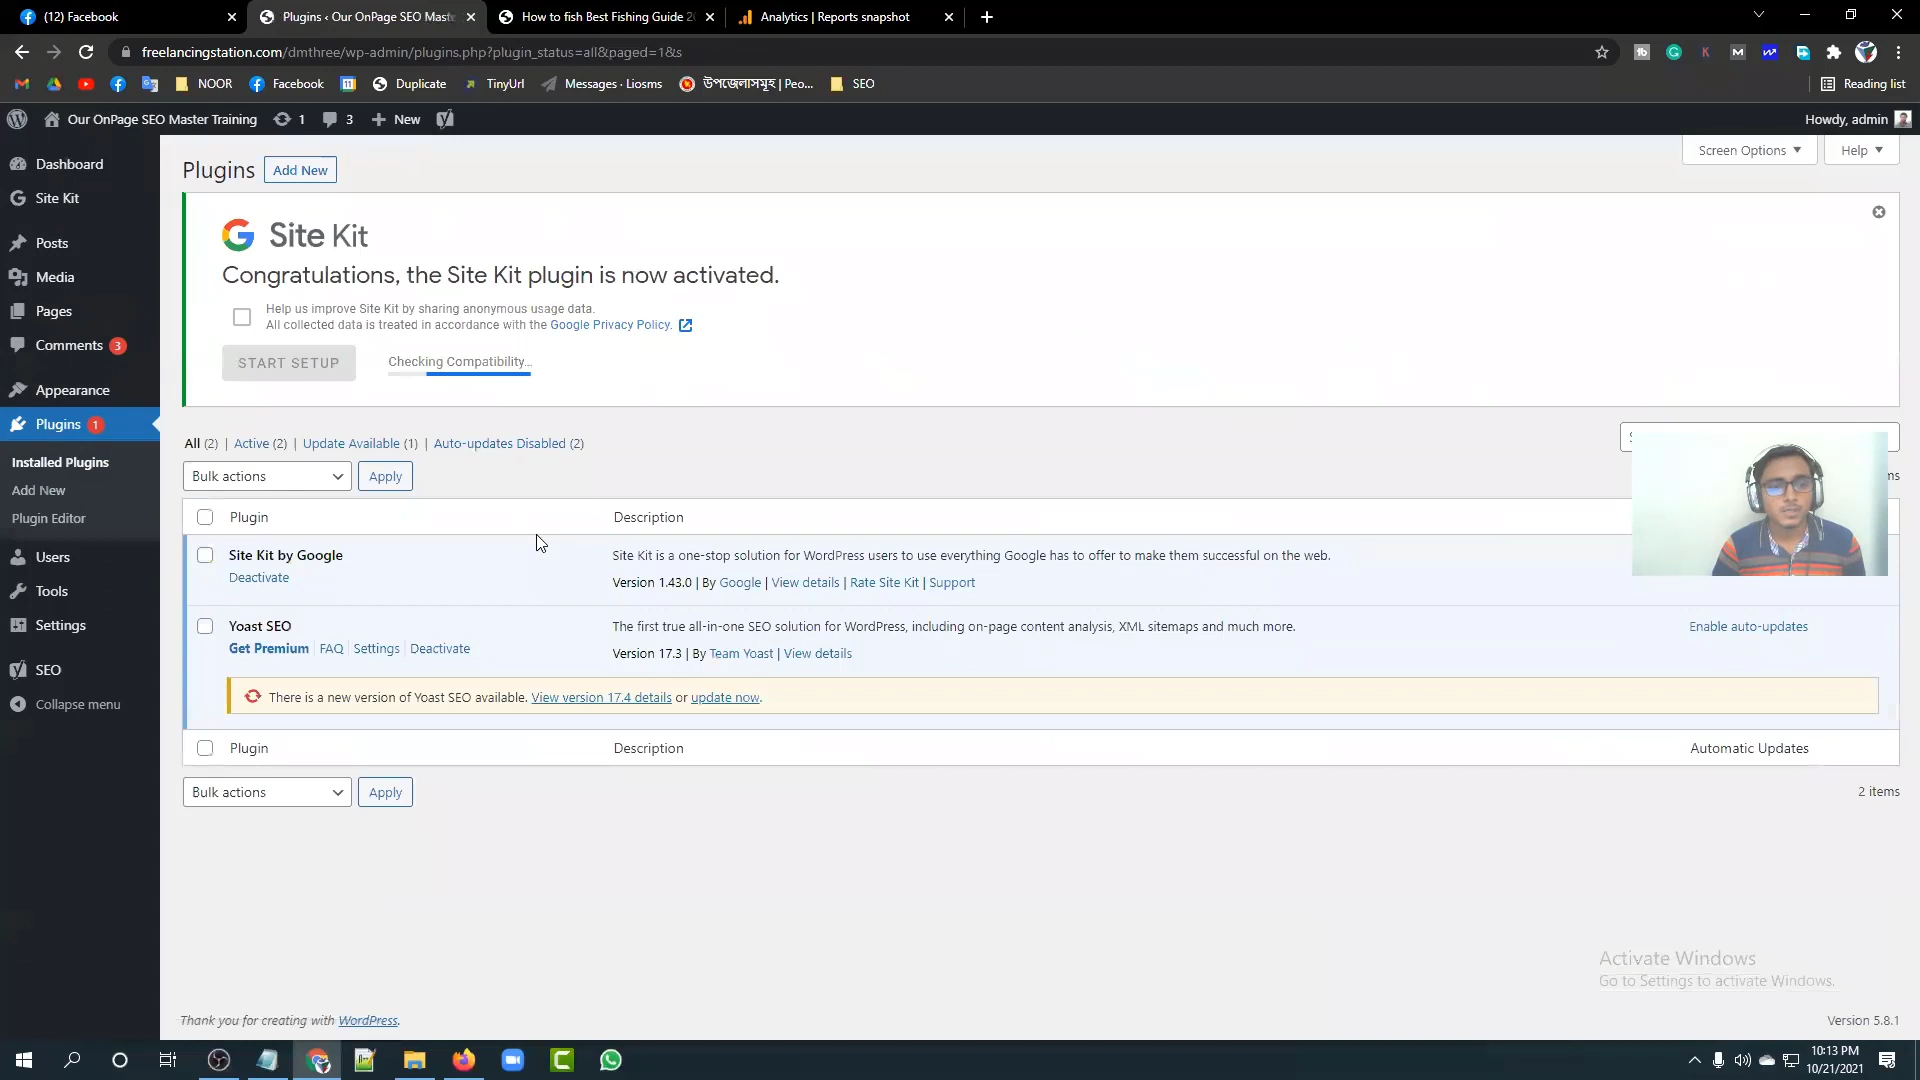 (12) Facebook
Plugins ‹ Our OnPage SEO Maste
How to fish Best Fishing Guide 2
Analytics | Reports snapshot
freelancingstation.com/dmthree/wp-admin/plugins.php?plugin_status=all&paged=1&s
NOOR
Facebook
Duplicate
TinyUrl
Messages · Liosms
উপজেলাসমূহ | Peo...
SEO
Reading list
Our OnPage SEO Master Training
1
3
New
Howdy, admin
Dashboard
Site Kit
Posts
Media
Pages
Comments 3
Appearance
Plugins 1
Installed Plugins
Add New
Plugin Editor
Users
Tools
Settings
SEO
Collapse menu
Plugins
Add New
Screen Options
Help
Site Kit
Congratulations, the Site Kit plugin is now activated.
Help us improve Site Kit by sharing anonymous usage data.
All collected data is treated in accordance with the Google Privacy Policy.
START SETUP
Checking Compatibility...
All (2) | Active (2) | Update Available (1) | Auto-updates Disabled (2)
Bulk actions
Apply
Plugin
Description
Site Kit by Google
Deactivate
Site Kit is a one-stop solution for WordPress users to use everything Google has to offer to make them successful on the web.
Version 1.43.0 | By Google | View details | Rate Site Kit | Support
Yoast SEO
Get Premium | FAQ | Settings | Deactivate
The first true all-in-one SEO solution for WordPress, including on-page content analysis, XML sitemaps and much more.
Version 17.3 | By Team Yoast | View details
Enable auto-updates
There is a new version of Yoast SEO available. View version 17.4 details or update now.
Plugin
Description
Automatic Updates
Bulk actions
Apply
2 items
Activate Windows
Go to Settings to activate Windows.
Thank you for creating with WordPress.
Version 5.8.1
10:13 PM
10/21/2021